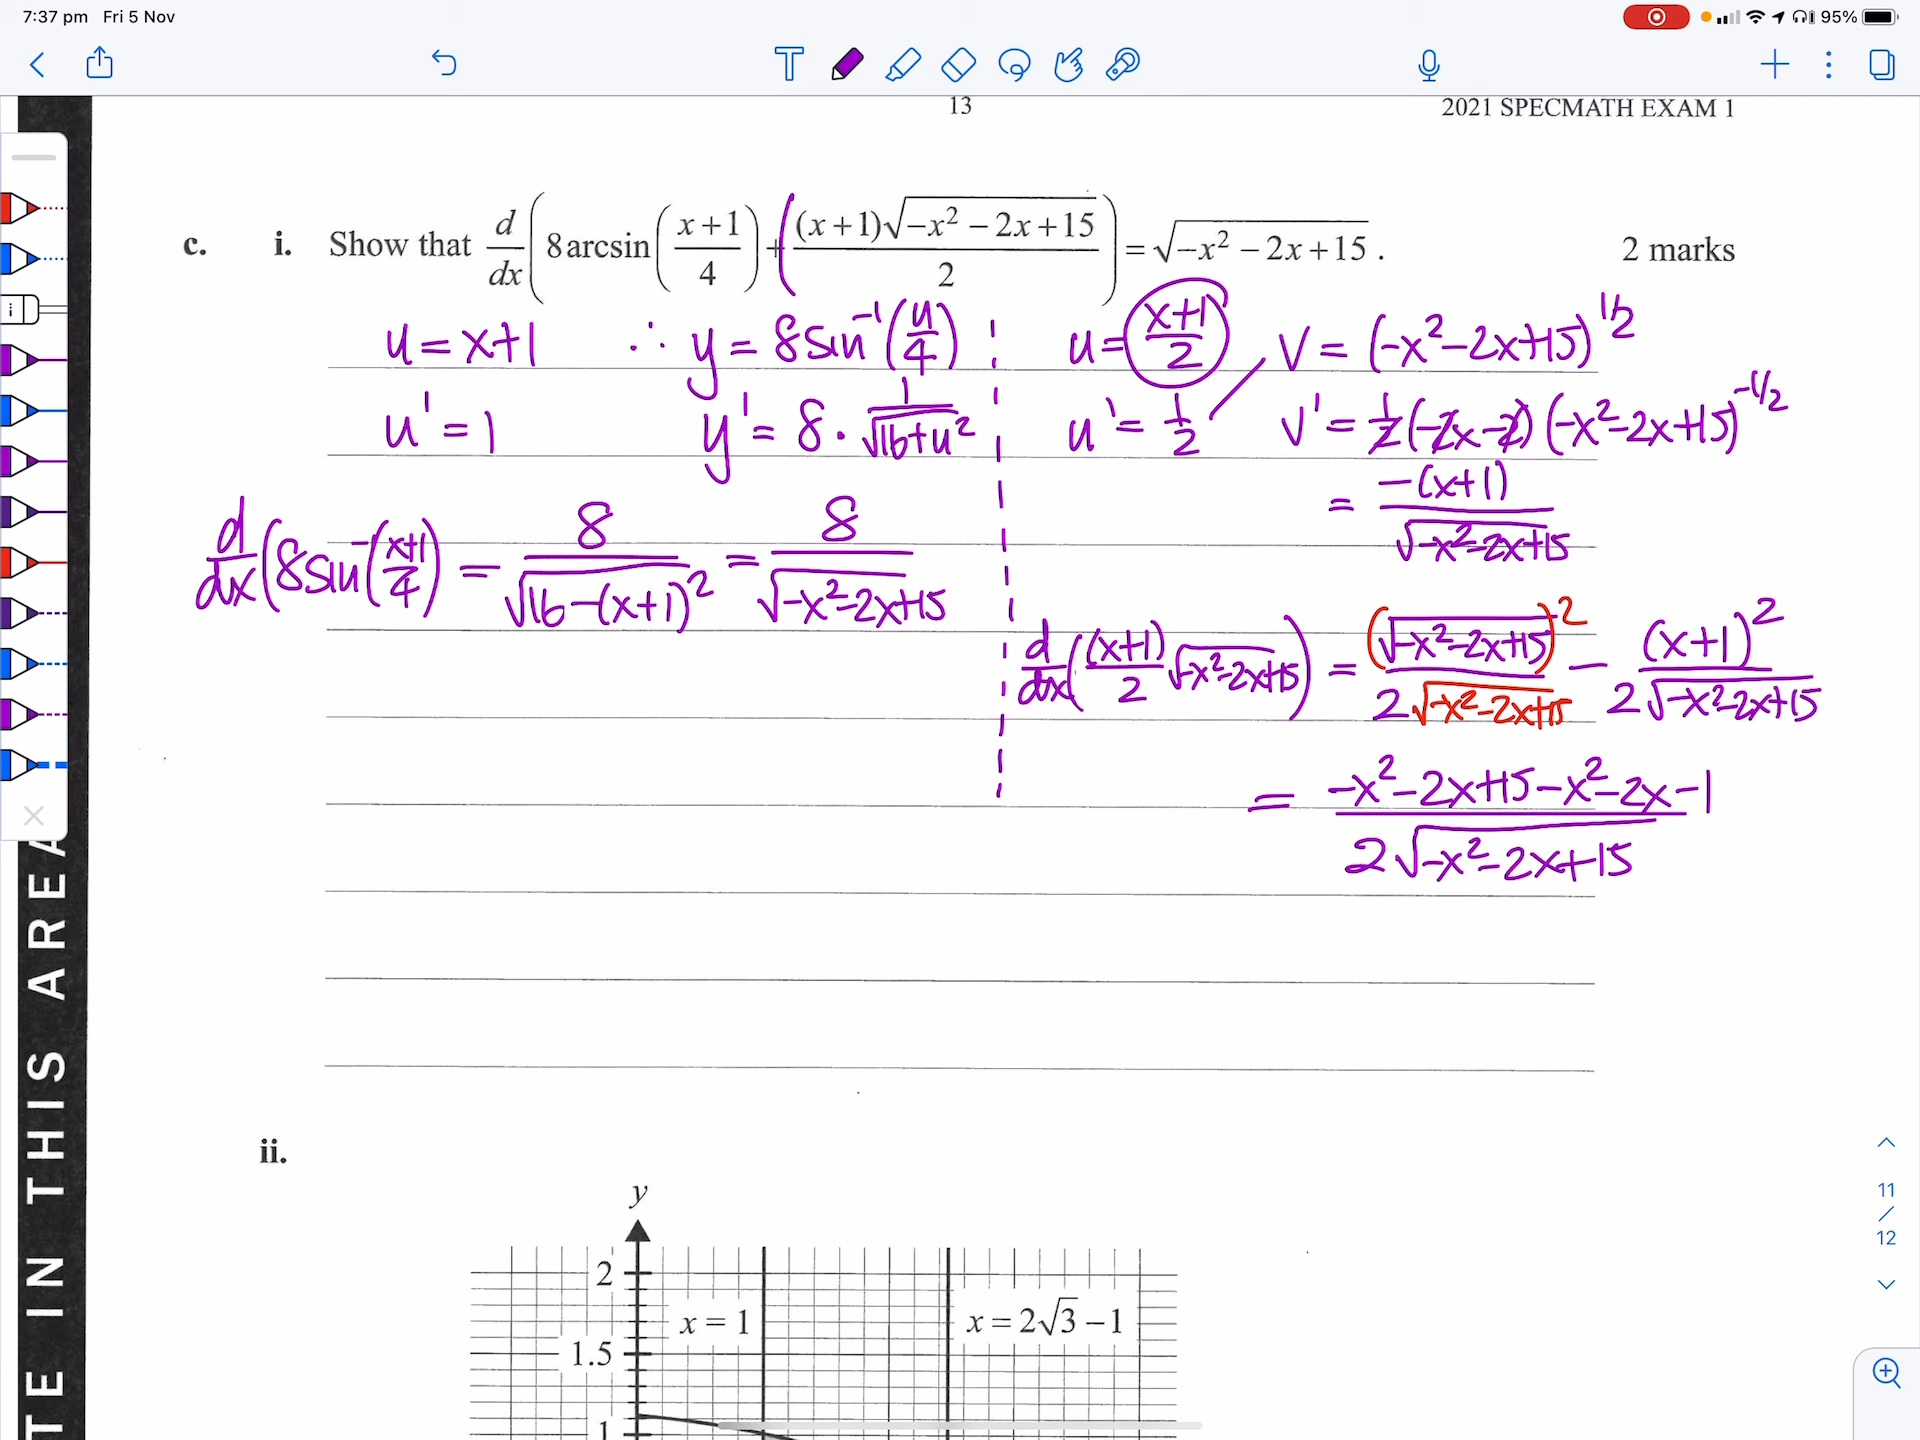 7:37 pm Fri 5 Nov
95%
13
2021 SPECMATH EXAM 1
c. i. Show that d/dx (8 arcsin((x+1)/4) + ((x+1)√(−x² − 2x + 15))/2) = √(−x² − 2x + 15) .
2 marks
u = x+1 ∴ y = 8sin⁻¹(u/4)
u' = 1 y' = 8 · 1/√(16+u²)
d/dx (8sin⁻¹((x+1)/4) = 8/√(16−(x+1)²) = 8/√(−x²−2x+15)
u = (x+1)/2 V = (−x²−2x+15)^1/2
u' = 1/2 V' = 1/2 (−2x−2) (−x²−2x+15)^−1/2
= −(x+1)/√(−x²−2x+15)
d/dx ((x+1)/2 √(−x²−2x+15)) = (√(−x²−2x+15))²/(2√(−x²−2x+15)) − (x+1)²/(2√(−x²−2x+15))
= (−x²−2x+15−x²−2x−1)/(2√(−x²−2x+15))
TE IN THIS AREA
ii.
y
2
x = 1
x = 2√3 − 1
1.5
1
11
/
12